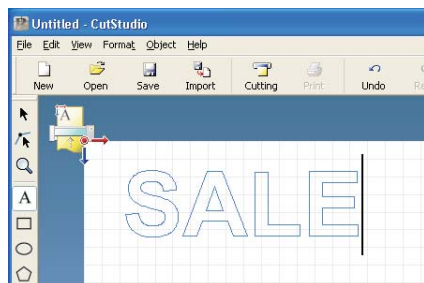 Untitled - CutStudio
File Edit View Format Object Help
New Open Save Import Cutting Print Undo
A
A
SALE